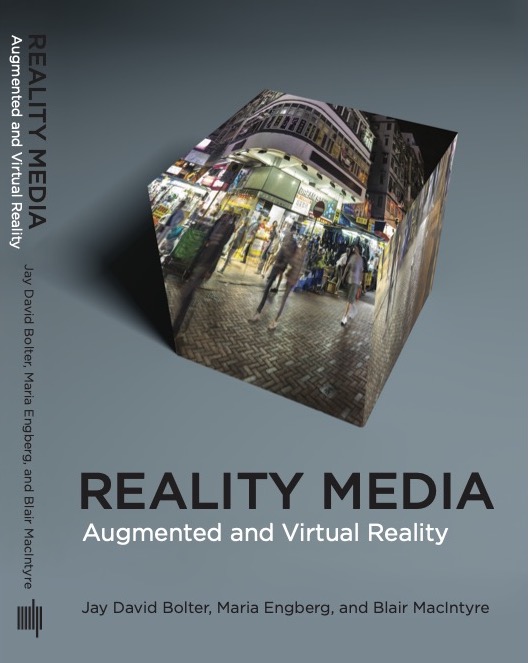 REALITY MEDIA
Augmented and Virtual Reality
Jay David Bolter, Maria Engberg, and Blair MacIntyre
REALITY MEDIA
Augmented and Virtual Reality
Jay David Bolter, Maria Engberg, and Blair MacIntyre